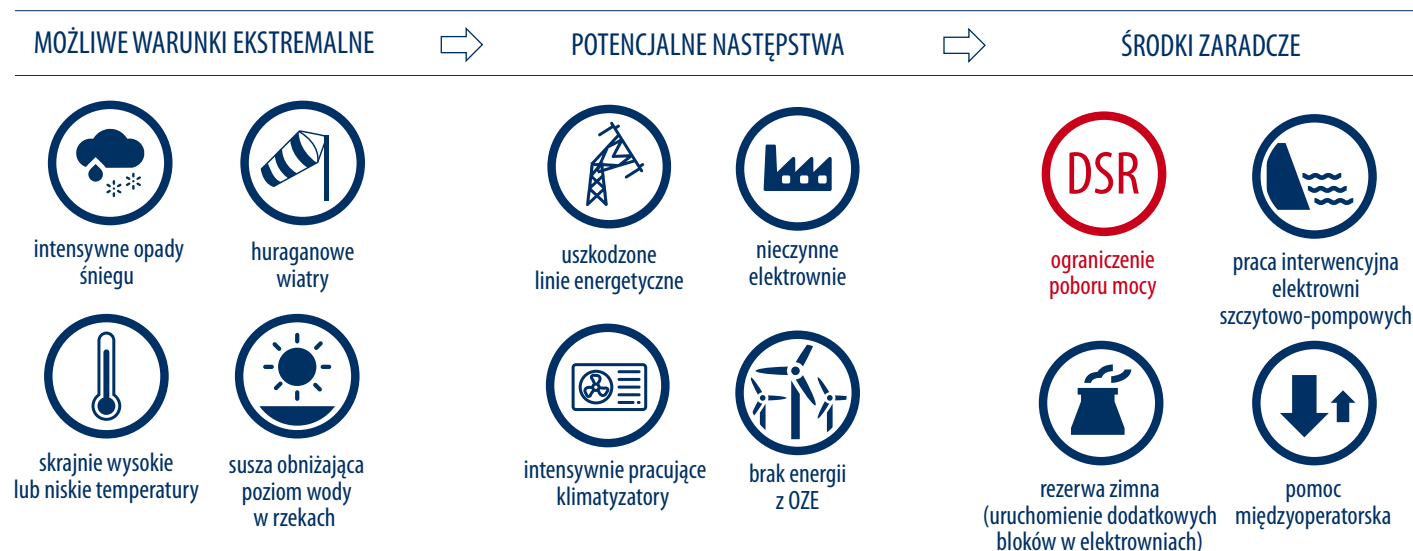 MOŻLIWE WARUNKI EKSTREMALNE
POTENCJALNE NASTĘPSTWA
ŚRODKI ZARADCZE
intensywne opady
śniegu
huraganowe
wiatry
uszkodzone
linie energetyczne
nieczynne
elektrownie
DSR
ograniczenie
poboru mocy
praca interwencyjna
elektrowni
szczytowo-pompowych
skrajnie wysokie
lub niskie temperatury
susza obniżająca
poziom wody
w rzekach
intensywnie pracujące
klimatyzatory
brak energii
z OZE
rezerwa zimna
(uruchomienie dodatkowych
bloków w elektrowniach)
pomoc
międzyoperatorska